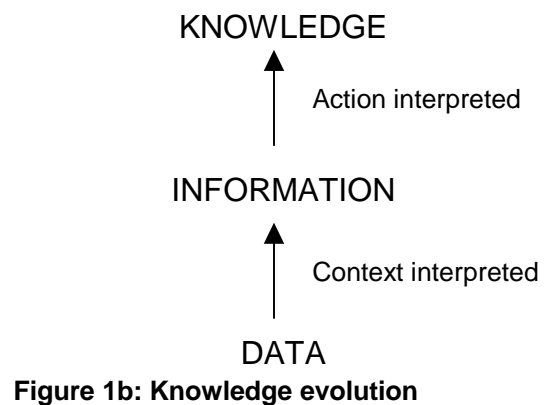 KNOWLEDGE
Action interpreted
INFORMATION
Context interpreted
DATA
Figure 1b: Knowledge evolution